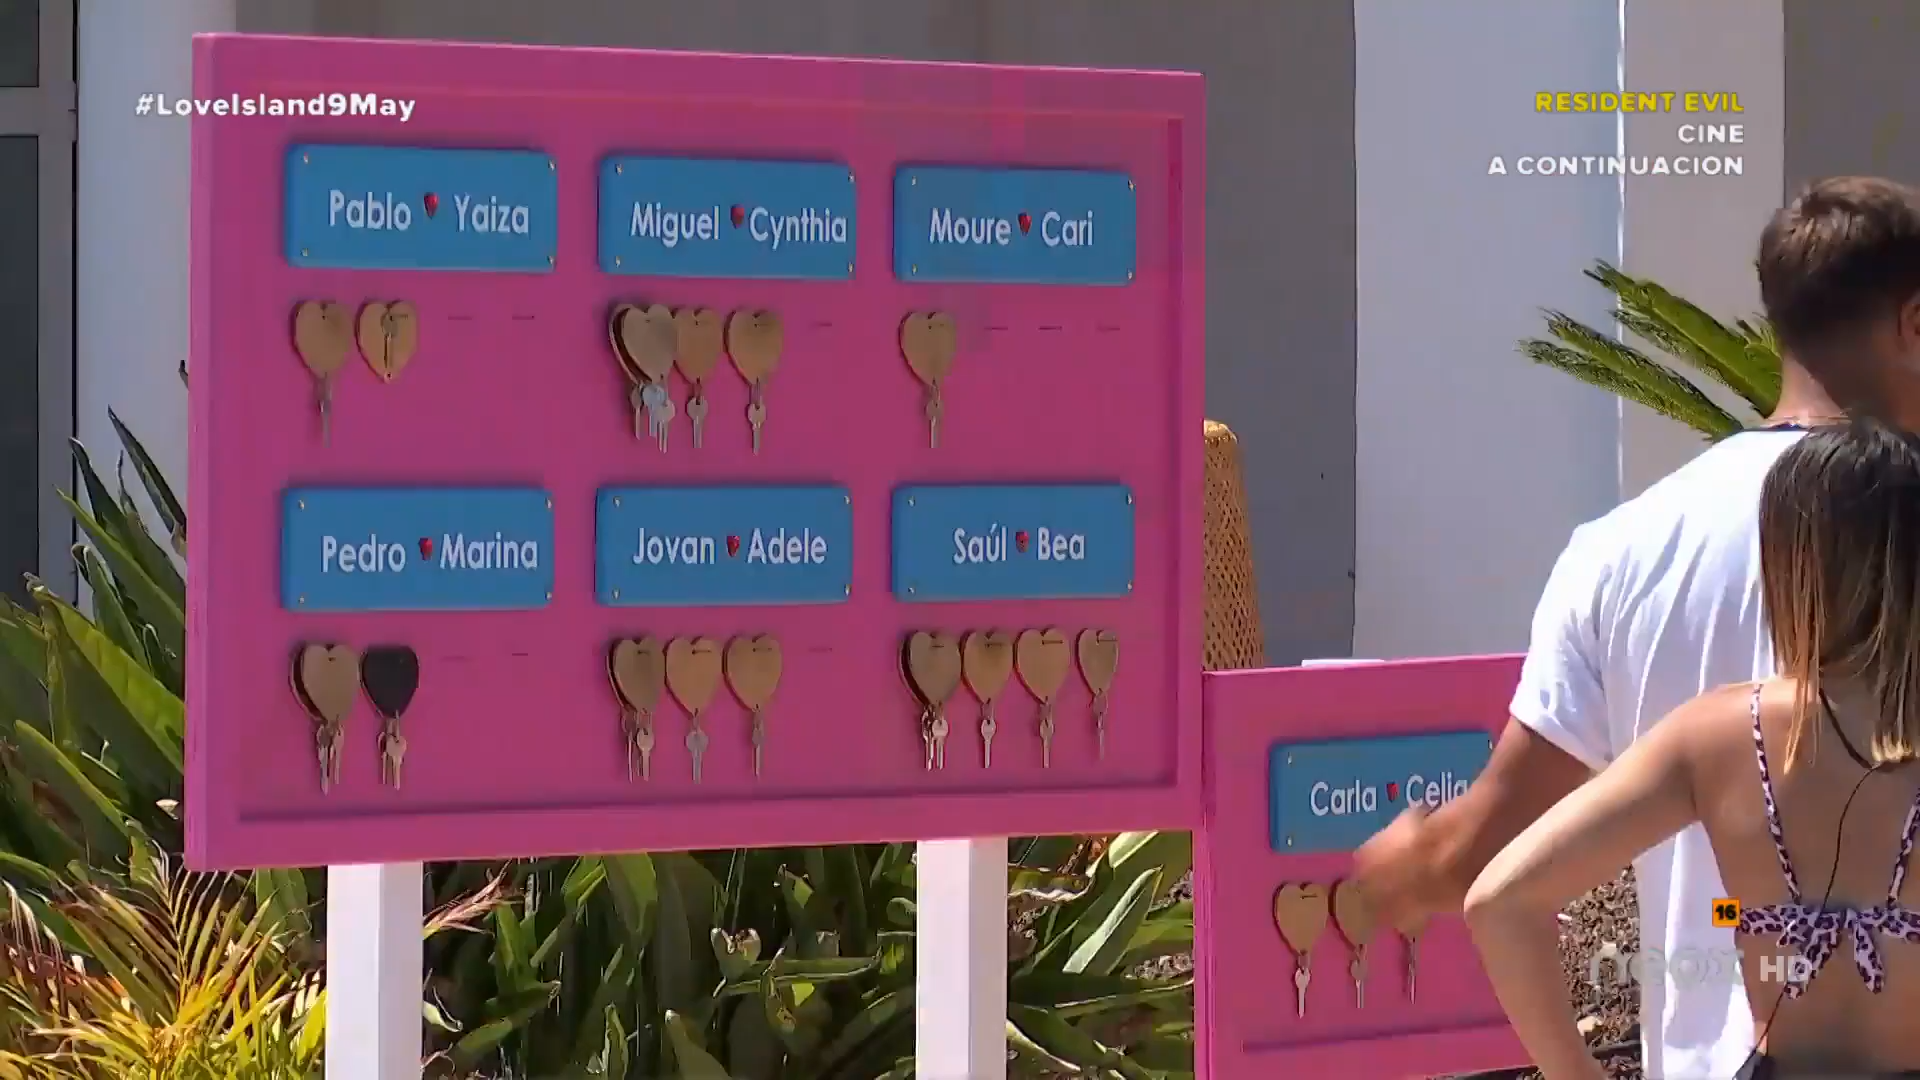 #LoveIsland9May
RESIDENT EVIL
CINE
A CONTINUACION
Pablo Yaiza
Miguel Cynthia
Moure Cari
Pedro Marina
Jovan Adele
Saúl Bea
Carla Celia
16
neox HD